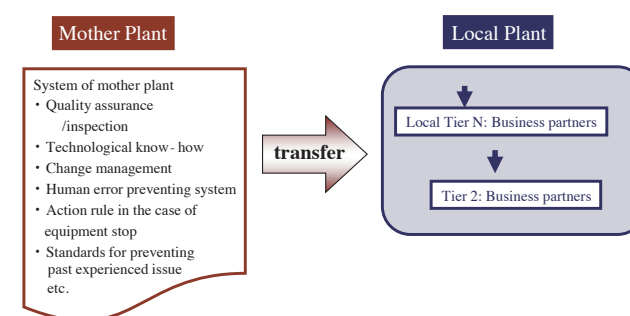 Mother Plant
System of mother plant
・Quality assurance
/inspection
・Technological know- how
・Change management
・Human error preventing system
・Action rule in the case of
equipment stop
・Standards for preventing
past experienced issue
etc.
transfer
Local Plant
Local Tier N: Business partners
Tier 2: Business partners